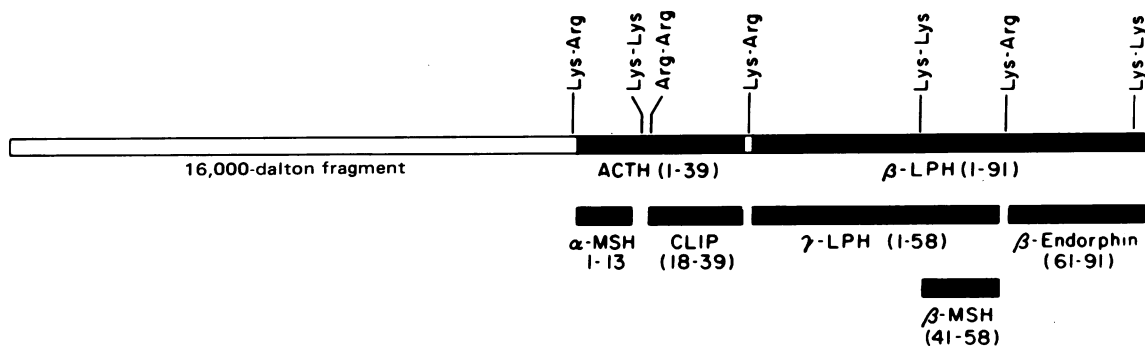 Lys-Arg
Lys-Lys
Arg-Arg
Lys-Arg
Lys-Lys
Lys-Arg
Lys-Lys
16,000-dalton fragment
ACTH (1-39)
β-LPH (1-91)
α-MSH
1-13
CLIP
(18-39)
γ-LPH (1-58)
β-Endorphin
(61-91)
β-MSH
(41-58)